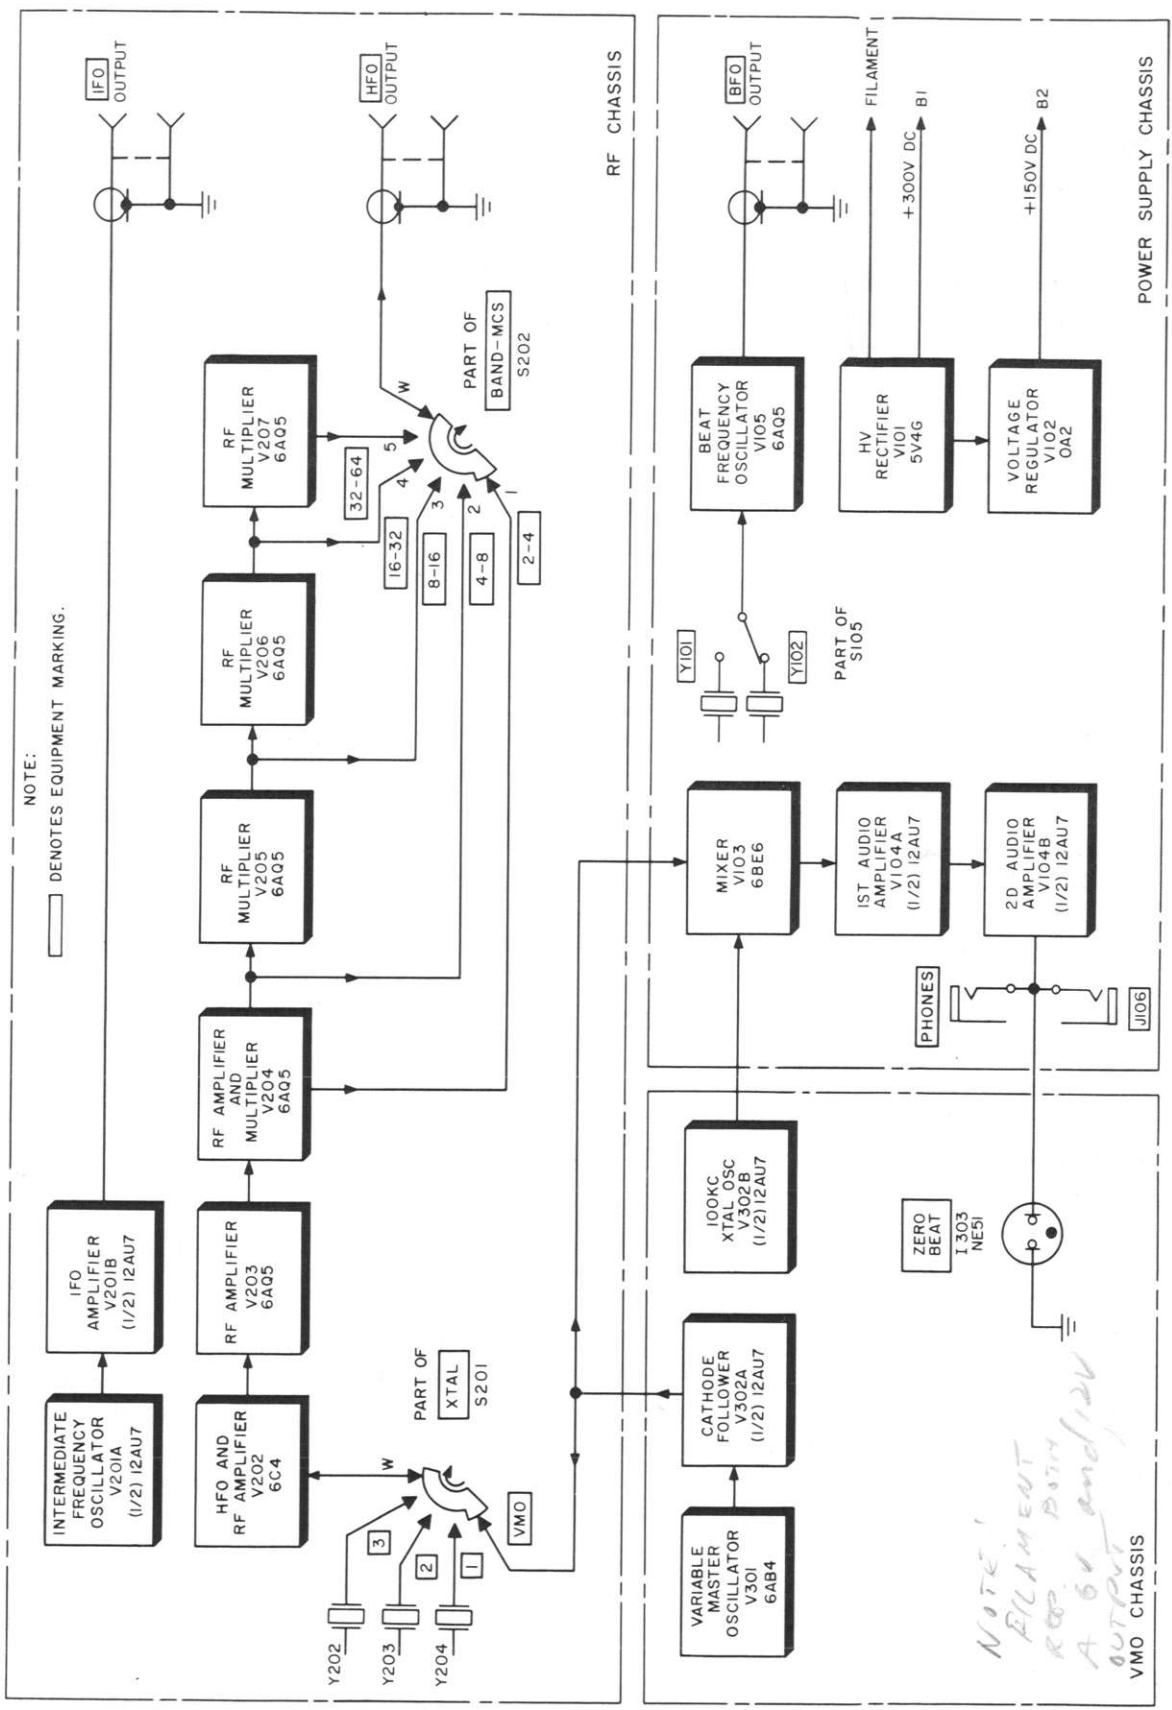 NOTE:
DENOTES EQUIPMENT MARKING.
INTERMEDIATE
FREQUENCY
OSCILLATOR
V201A
(1/2) 12AU7
IFO
AMPLIFIER
V201B
(1/2) 12AU7
IFO
OUTPUT
HFO AND
RF AMPLIFIER
V202
6C4
RF AMPLIFIER
V203
6AQ5
RF AMPLIFIER
AND
MULTIPLIER
V204
6AQ5
RF
MULTIPLIER
V205
6AQ5
RF
MULTIPLIER
V206
6AQ5
RF
MULTIPLIER
V207
6AQ5
HFO
OUTPUT
Y202
Y203
Y204
3
2
1
W
VMO
PART OF
XTAL
S201
32-64
16-32
8-16
4-8
2-4
5
4
3
2
1
W
PART OF
BAND-MCS
S202
RF CHASSIS
VARIABLE
MASTER
OSCILLATOR
V301
6AB4
CATHODE
FOLLOWER
V302A
(1/2) 12AU7
100KC
XTAL OSC
V302B
(1/2) 12AU7
ZERO
BEAT
I303
NE51
NOTE:
FILAMENT
BOTH
A 6V and 12V
OUTPUT
VMO CHASSIS
MIXER
V103
6BE6
1ST AUDIO
AMPLIFIER
V104A
(1/2) 12AU7
2D AUDIO
AMPLIFIER
V104B
(1/2) 12AU7
PHONES
J106
Y101
Y102
PART OF
S105
BEAT
FREQUENCY
OSCILLATOR
V105
6AQ5
BFO
OUTPUT
HV
RECTIFIER
V101
5V4G
FILAMENT
+300V DC
B1
VOLTAGE
REGULATOR
V102
OA2
+150V DC
B2
POWER SUPPLY CHASSIS